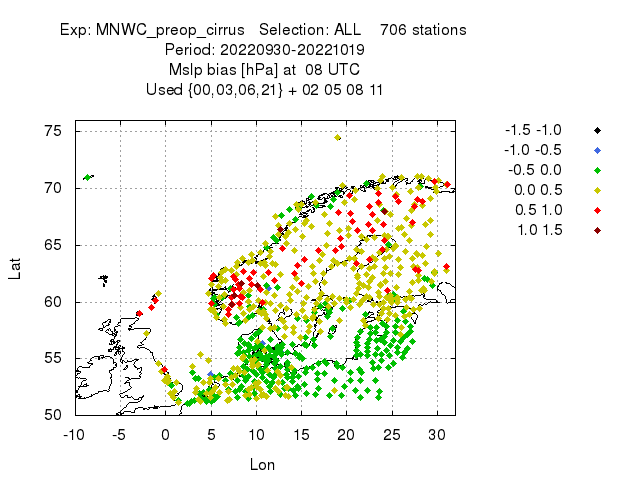 Exp: MNWC_preop_cirrus   Selection: ALL    706 stations
Period: 20220930-20221019
Mslp bias [hPa] at  08 UTC
Used {00,03,06,21} + 02 05 08 11
-1.5 -1.0
-1.0 -0.5
-0.5 0.0
0.0 0.5
0.5 1.0
1.0 1.5
75
70
65
60
55
50
Lat
-10 -5 0 5 10 15 20 25 30
Lon